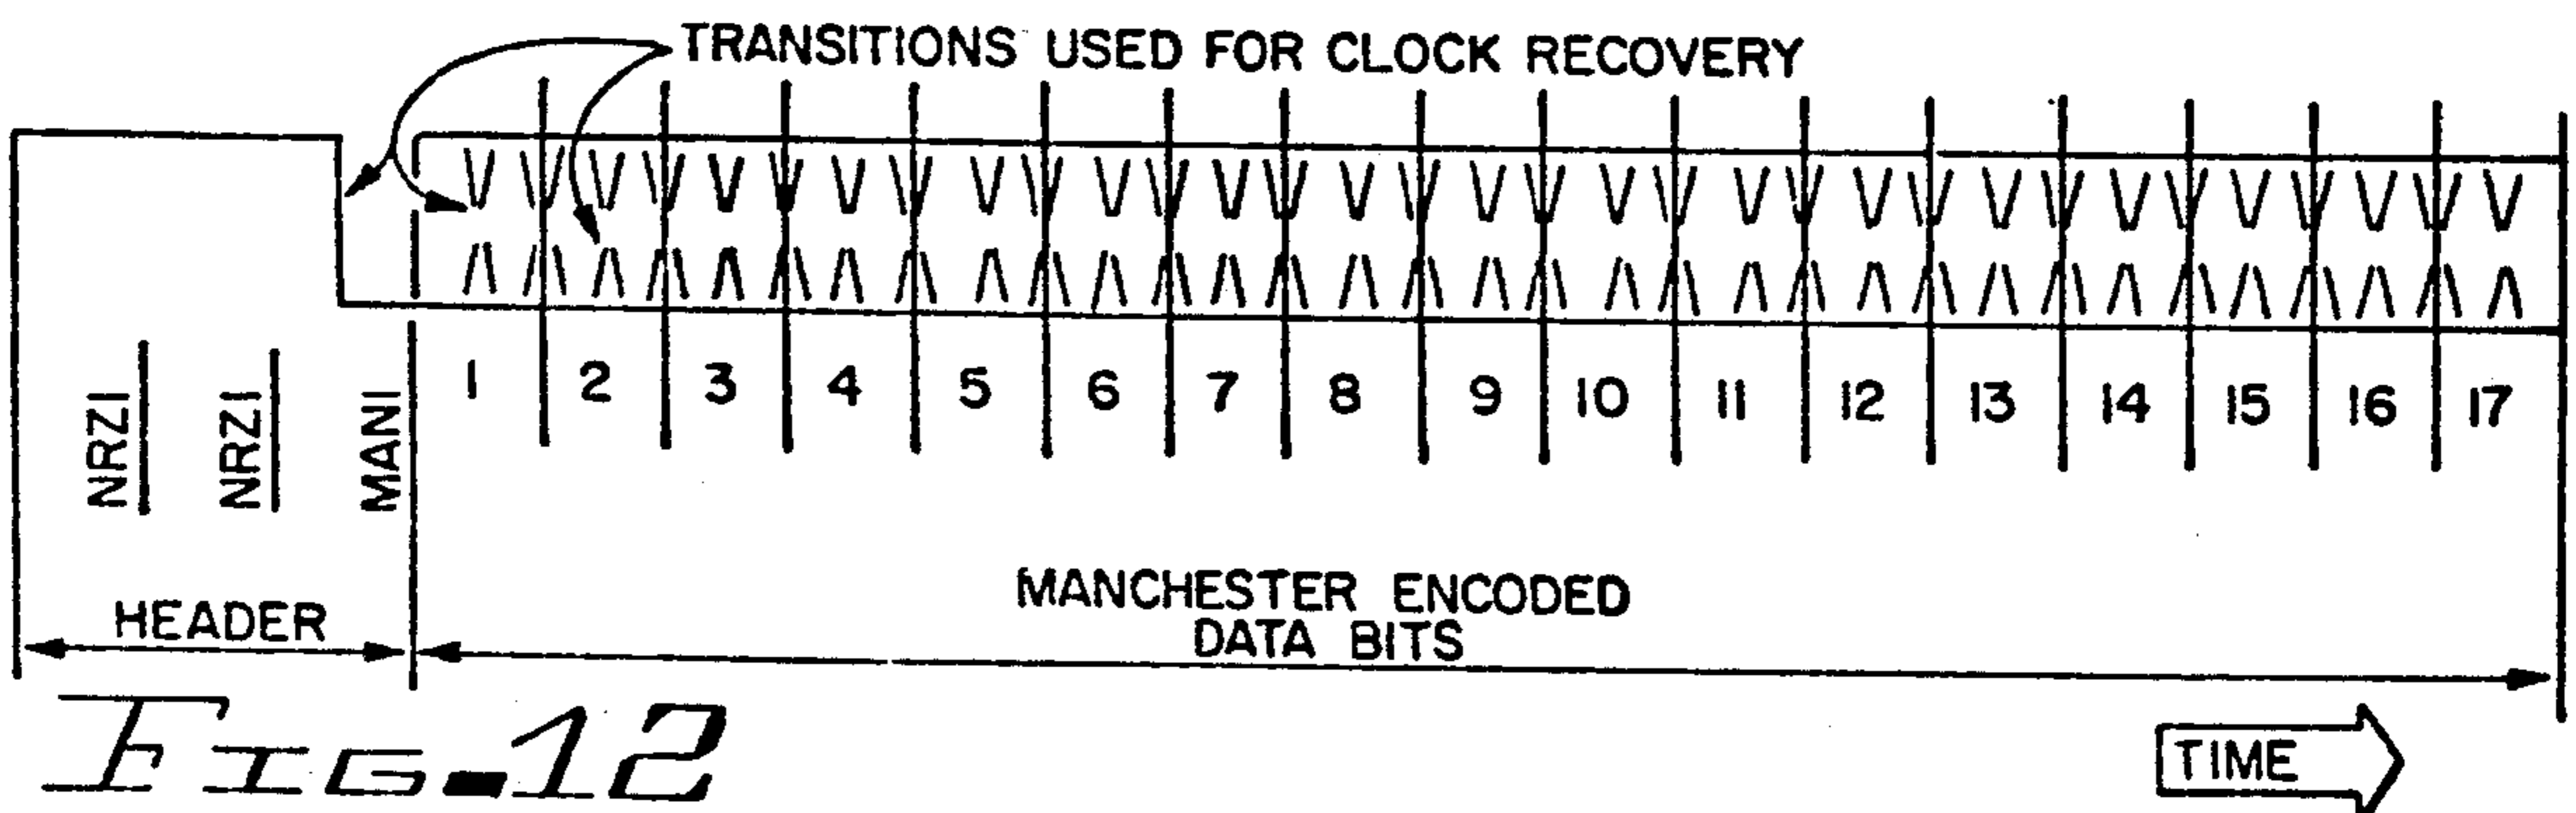 TRANSITIONS USED FOR CLOCK RECOVERY
NRZI
NRZI
MANI
1 2 3 4 5 6 7 8 9 10 11 12 13 14 15 16 17
HEADER
MANCHESTER ENCODED
DATA BITS
FIG-12
TIME